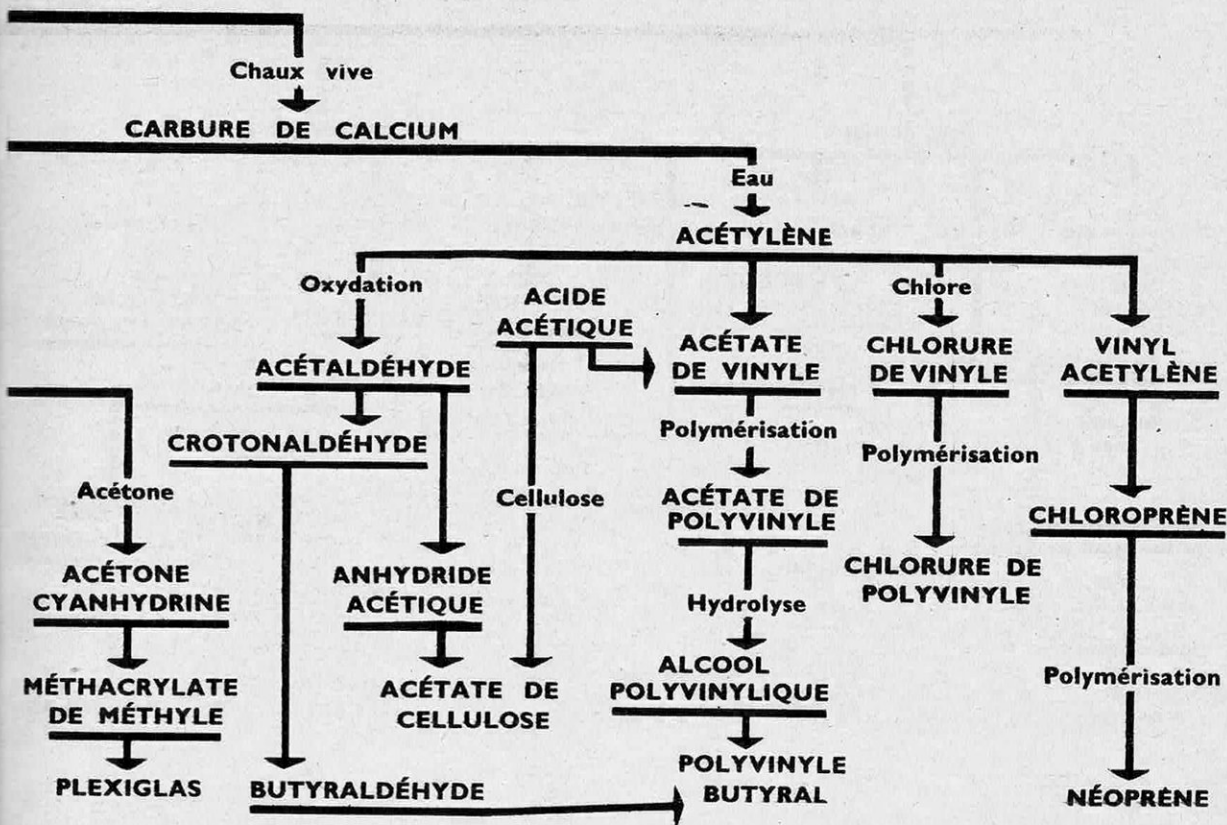 Chaux vive
CARBURE DE CALCIUM
Eau
ACÉTYLÈNE
Oxydation
ACIDE
ACÉTIQUE
Chlore
ACÉTATE
DE VINYLE
CHLORURE
DE VINYLE
VINYL
ACETYLÈNE
ACÉTALDÉHYDE
CROTONALDÉHYDE
Polymérisation
Polymérisation
Acétone
Cellulose
ACÉTATE DE
POLYVINYLE
CHLOROPRÈNE
ACÉTONE
CYANHYDRINE
ANHYDRIDE
ACÉTIQUE
Hydrolyse
CHLORURE DE
POLYVINYLE
MÉTHACRYLATE
DE MÉTHYLE
ACÉTATE DE
CELLULOSE
ALCOOL
POLYVINYLIQUE
Polymérisation
PLEXIGLAS
BUTYRALDÉHYDE
POLYVINYLE
BUTYRAL
NÉOPRÈNE